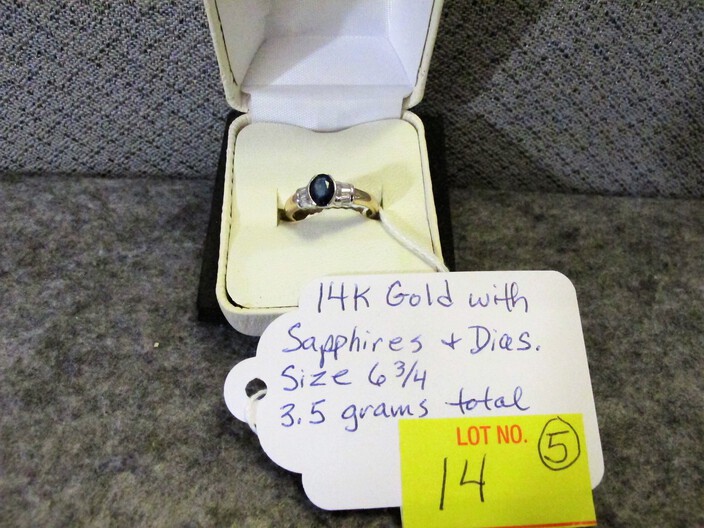 14K Gold with
Sapphires + Dias.
Size 6 3/4
3.5 grams total
LOT NO. 5
14